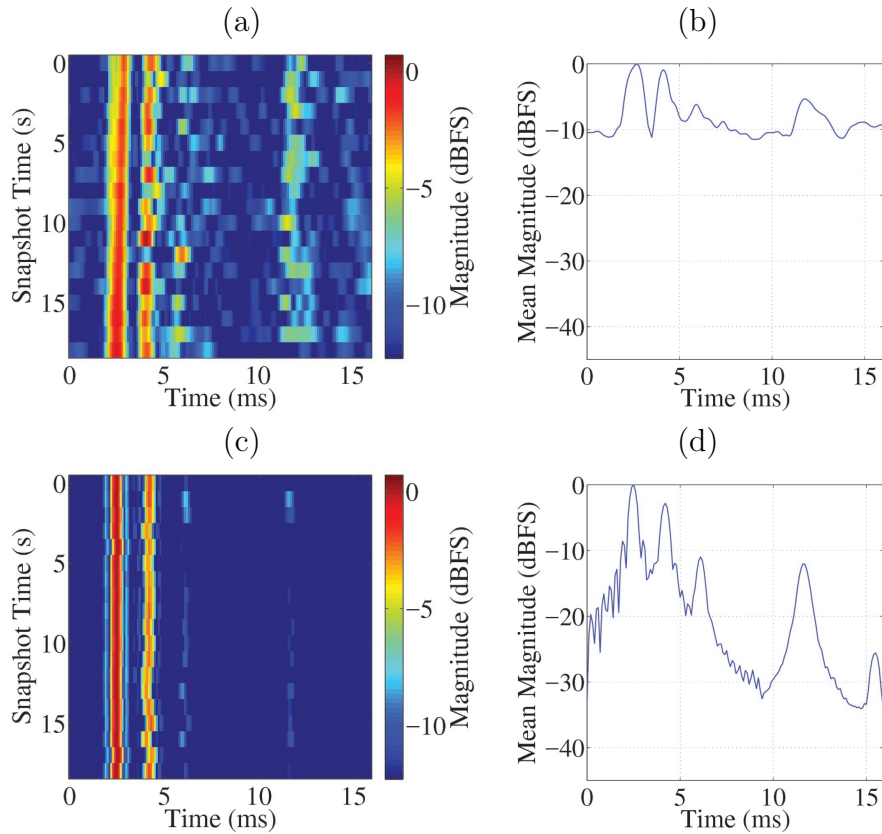 (a)
0
5
10
15
Snapshot Time (s)
0 5 10 15
Time (ms)
0
−5
−10
Magnitude (dBFS)
(b)
0
−10
−20
−30
−40
Mean Magnitude (dBFS)
0 5 10 15
Time (ms)
(c)
0
5
10
15
Snapshot Time (s)
0 5 10 15
Time (ms)
0
−5
−10
Magnitude (dBFS)
(d)
0
−10
−20
−30
−40
Mean Magnitude (dBFS)
0 5 10 15
Time (ms)